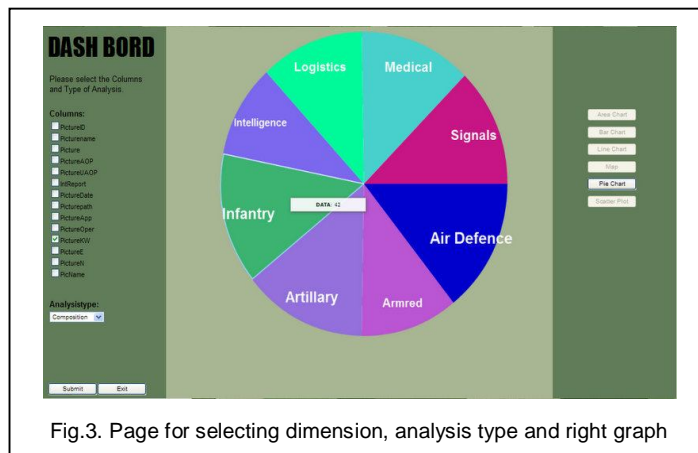 DASH BORD
Please select the Columns
and Type of Analysis.
Columns:
PictureID
Picturename
Picture
PictureAOP
PictureUAOP
IntReport
PictureDate
Picturepath
PictureApp
PictureOper
PictureKW
PictureE
PictureN
PicName
Analysistype:
Composition
Submit
Exit
Logistics
Medical
Intelligence
Signals
Infantry
DATA: 42
Air Defence
Artillary
Armred
Area Chart
Bar Chart
Line Chart
Map
Pie Chart
Scatter Plot
Fig.3. Page for selecting dimension, analysis type and right graph